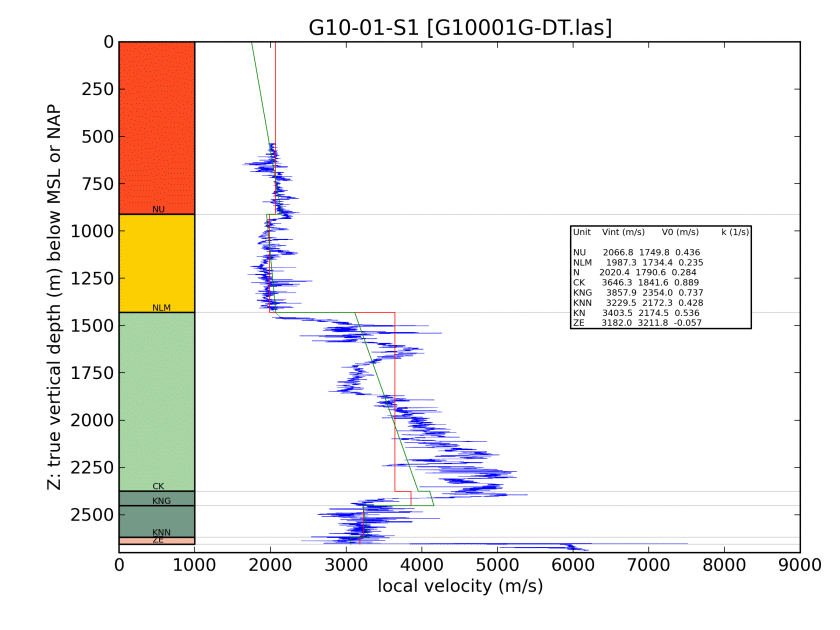 G10-01-S1 [G10001G-DT.las]
0
250
500
750
1000
1250
1500
1750
2000
2250
2500
Z: true vertical depth (m) below MSL or NAP
NU
NLM
CK
KNG
KNN
ZE
Unit Vint (m/s) V0 (m/s) k (1/s)
NU 2066.8 1749.8 0.436
NLM 1987.3 1734.4 0.235
N 2020.4 1790.6 0.284
CK 3646.3 1841.6 0.889
KNG 3857.9 2354.0 0.737
KNN 3229.5 2172.3 0.428
KN 3403.5 2174.5 0.536
ZE 3182.0 3211.8 -0.057
0 1000 2000 3000 4000 5000 6000 7000 8000 9000
local velocity (m/s)